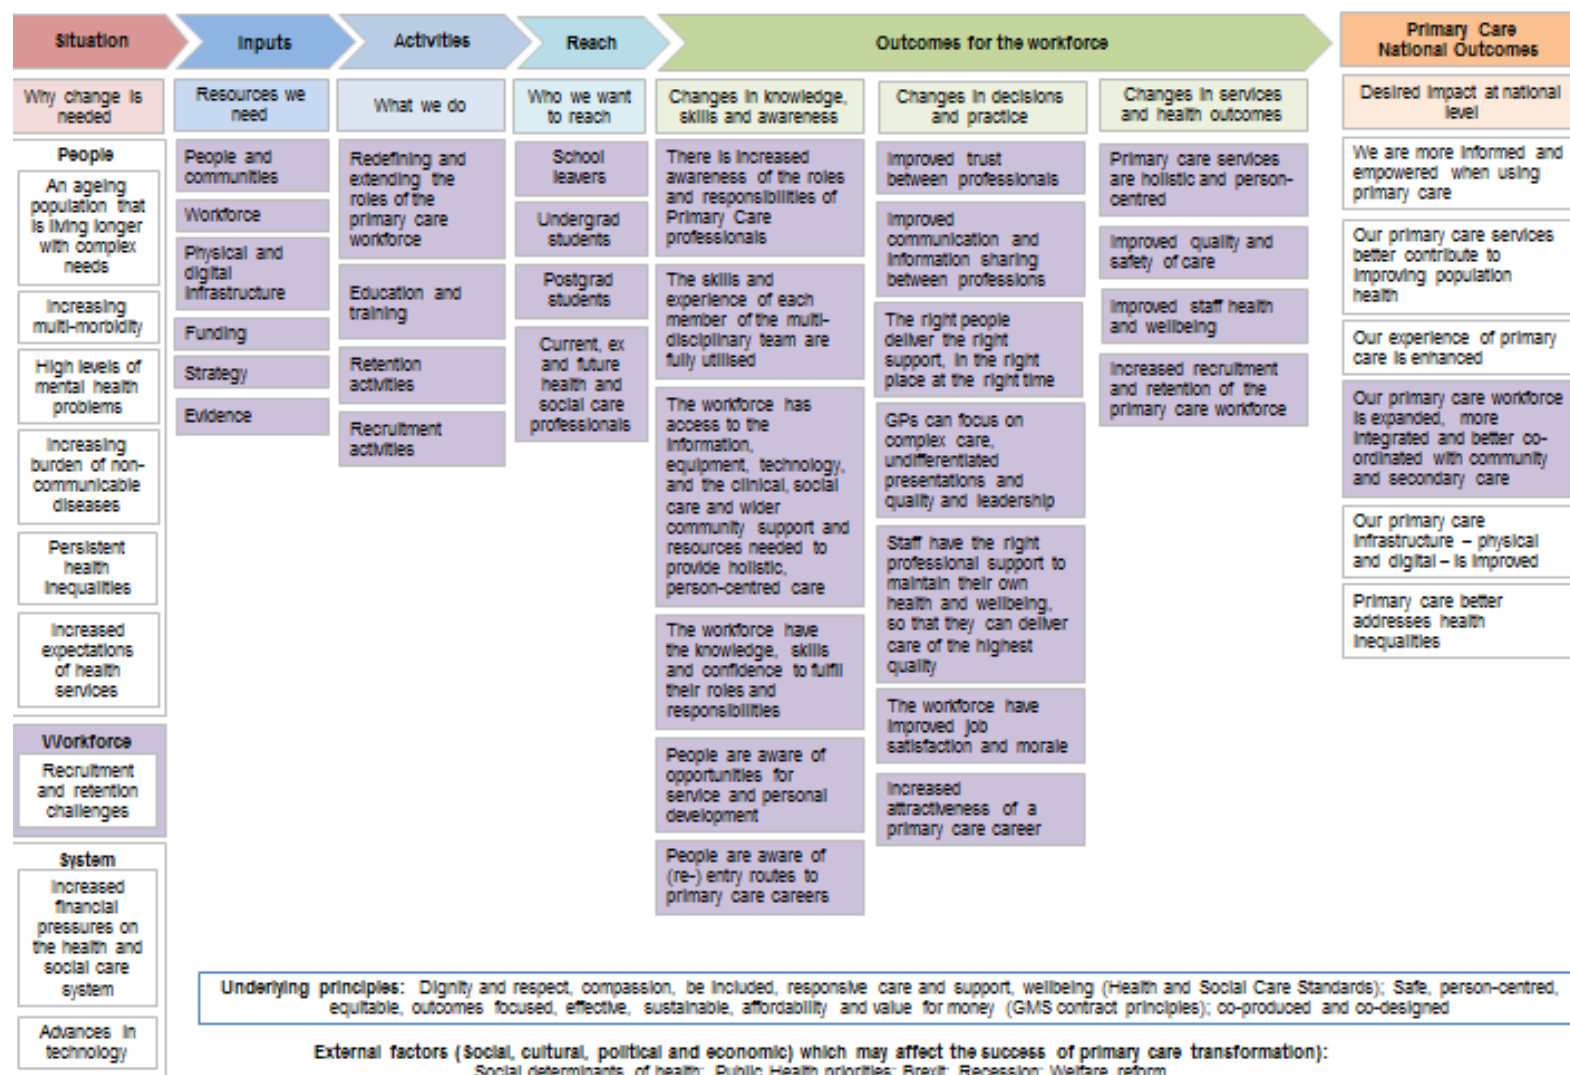 Situation
Inputs
Activities
Reach
Outcomes for the workforce
Primary Care
National Outcomes
Why change is
needed
Resources we
need
What we do
Who we want
to reach
Changes in knowledge,
skills and awareness
Changes in decisions
and practice
Changes in services
and health outcomes
Desired impact at national
level
People
An ageing
population that
is living longer
with complex
needs
Increasing
multi-morbidity
High levels of
mental health
problems
Increasing
burden of non-
communicable
diseases
Persistent
health
inequalities
Increased
expectations
of health
services
Workforce
Recruitment
and retention
challenges
System
Increased
financial
pressures on
the health and
social care
system
Advances in
technology
People and
communities
Workforce
Physical and
digital
infrastructure
Funding
Strategy
Evidence
Redefining and
extending the
roles of the
primary care
workforce
Education and
training
Retention
activities
Recruitment
activities
School
leavers
Undergrad
students
Postgrad
students
Current, ex
and future
health and
social care
professionals
There is increased
awareness of the roles
and responsibilities of
Primary Care
professionals
The skills and
experience of each
member of the multi-
disciplinary team are
fully utilised
The workforce has
access to the
information,
equipment, technology,
and the clinical, social
care and wider
community support and
resources needed to
provide holistic,
person-centred care
The workforce have
the knowledge, skills
and confidence to fulfil
their roles and
responsibilities
People are aware of
opportunities for
service and personal
development
People are aware of
(re-) entry routes to
primary care careers
Improved trust
between professionals
Improved
communication and
information sharing
between professions
The right people
deliver the right
support, in the right
place at the right time
GPs can focus on
complex care,
undifferentiated
presentations and
quality and leadership
Staff have the right
professional support to
maintain their own
health and wellbeing,
so that they can deliver
care of the highest
quality
The workforce have
improved job
satisfaction and morale
Increased
attractiveness of a
primary care career
Primary care services
are holistic and person-
centred
Improved quality and
safety of care
Improved staff health
and wellbeing
Increased recruitment
and retention of the
primary care workforce
We are more informed and
empowered when using
primary care
Our primary care services
better contribute to
improving population
health
Our experience of primary
care is enhanced
Our primary care workforce
is expanded, more
integrated and better co-
ordinated with community
and secondary care
Our primary care
infrastructure – physical
and digital – is improved
Primary care better
addresses health
inequalities
Underlying principles: Dignity and respect, compassion, be included, responsive care and support, wellbeing (Health and Social Care Standards); Safe, person-centred,
equitable, outcomes focused, effective, sustainable, affordability and value for money (GMS contract principles); co-produced and co-designed
External factors (Social, cultural, political and economic) which may affect the success of primary care transformation):
Social determinants of health; Public Health priorities; Brexit; Recession; Welfare reform